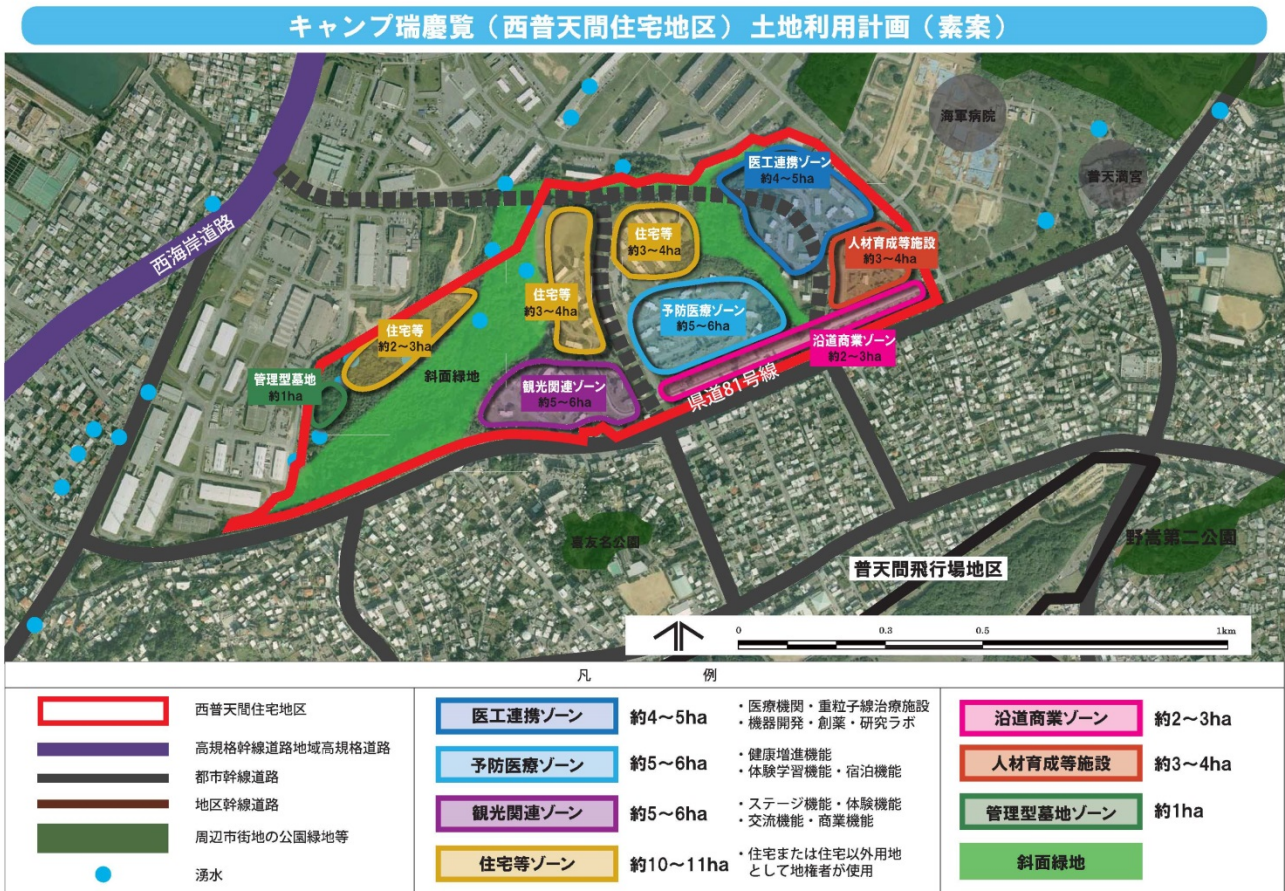 キャンプ瑞慶覧（西普天間住宅地区）土地利用計画（素案）
海軍病院
普天満宮
医工連携ゾーン
約4～5ha
西海岸道路
住宅等
約3～4ha
人材育成等施設
約3～4ha
住宅等
約3～4ha
予防医療ゾーン
約5～6ha
住宅等
約2～3ha
沿道商業ゾーン
約2～3ha
斜面緑地
管理型墓地
約1ha
観光関連ゾーン
約5～6ha
県道81号線
喜友名公園
野嵩第二公園
普天間飛行場地区
0 0.3 0.5 1km
凡 例
西普天間住宅地区
高規格幹線道路地域高規格道路
都市幹線道路
地区幹線道路
周辺市街地の公園緑地等
湧水
医工連携ゾーン 約4～5ha ・医療機関・重粒子線治療施設
・機器開発・創薬・研究ラボ
予防医療ゾーン 約5～6ha ・健康増進機能
・体験学習機能・宿泊機能
観光関連ゾーン 約5～6ha ・ステージ機能・体験機能
・交流機能・商業機能
住宅等ゾーン 約10～11ha ・住宅または住宅以外用地
として地権者が使用
沿道商業ゾーン 約2～3ha
人材育成等施設 約3～4ha
管理型墓地ゾーン 約1ha
斜面緑地